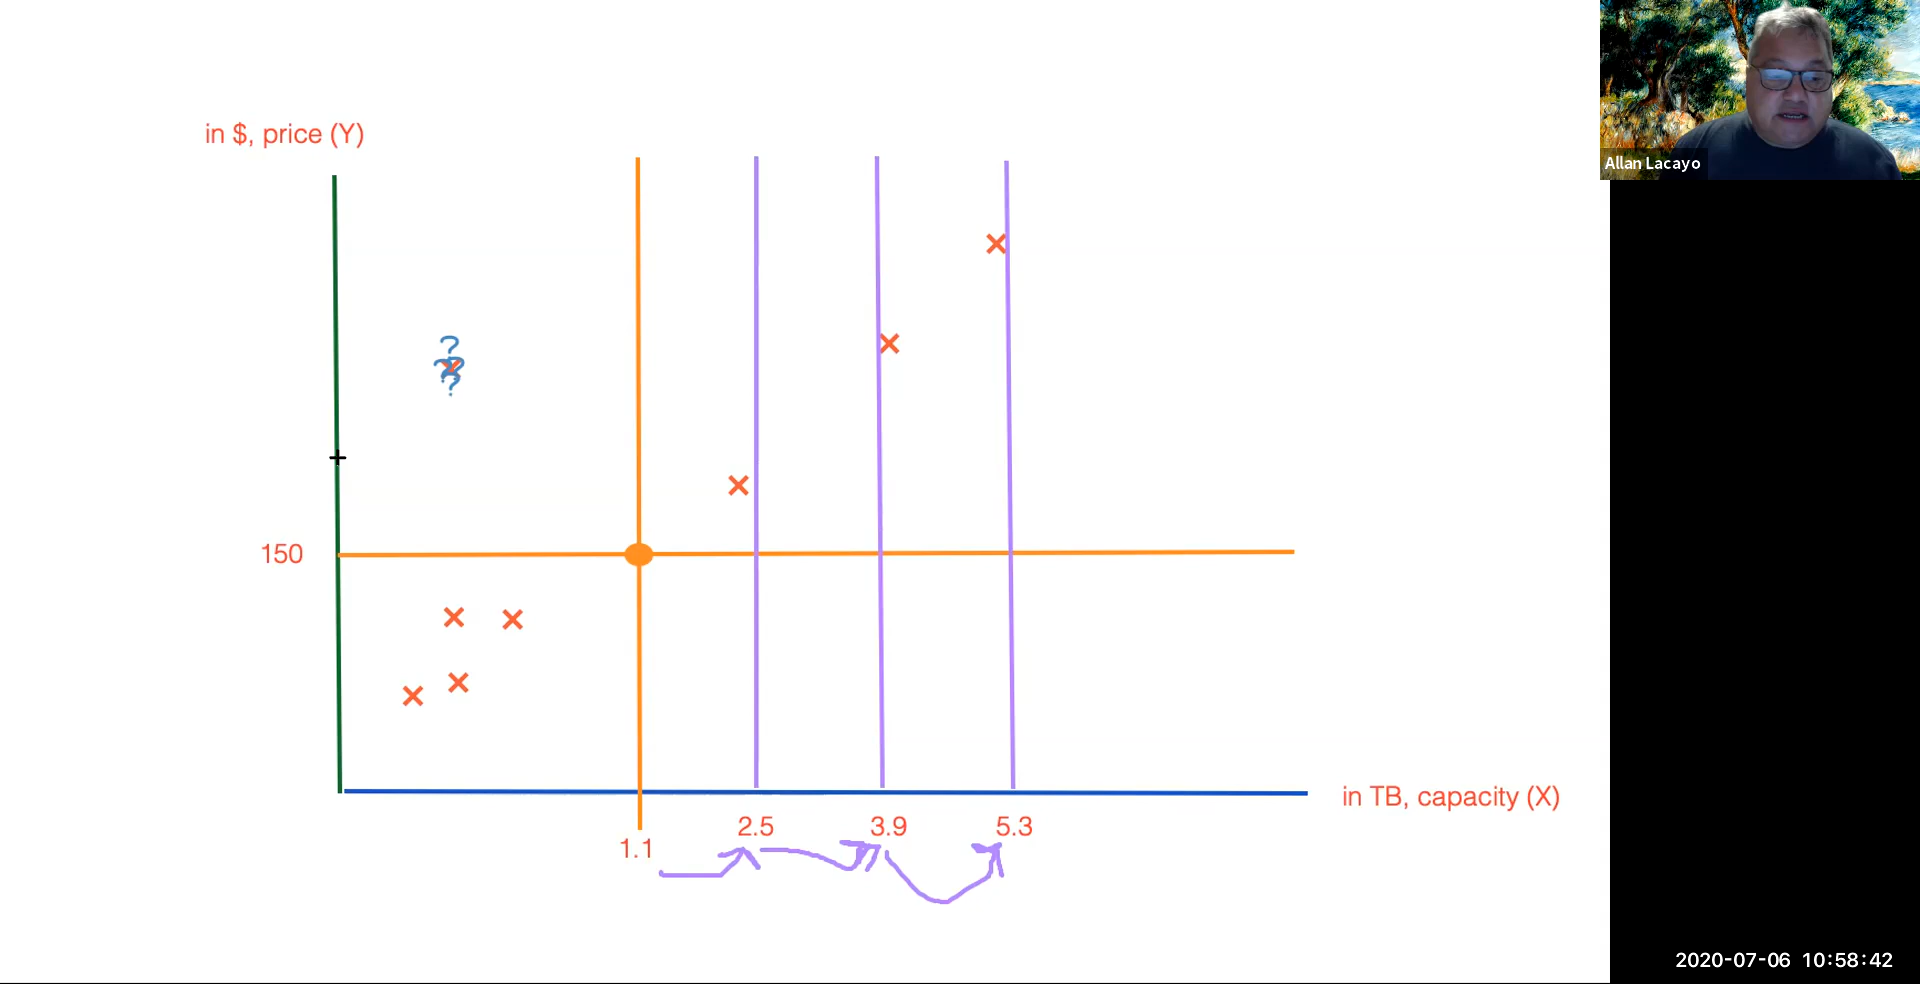 Allan Lacayo
in $, price (Y)
?
? ?
?
150
in TB, capacity (X)
2.5 3.9 5.3
1.1
2020-07-06 10:58:42